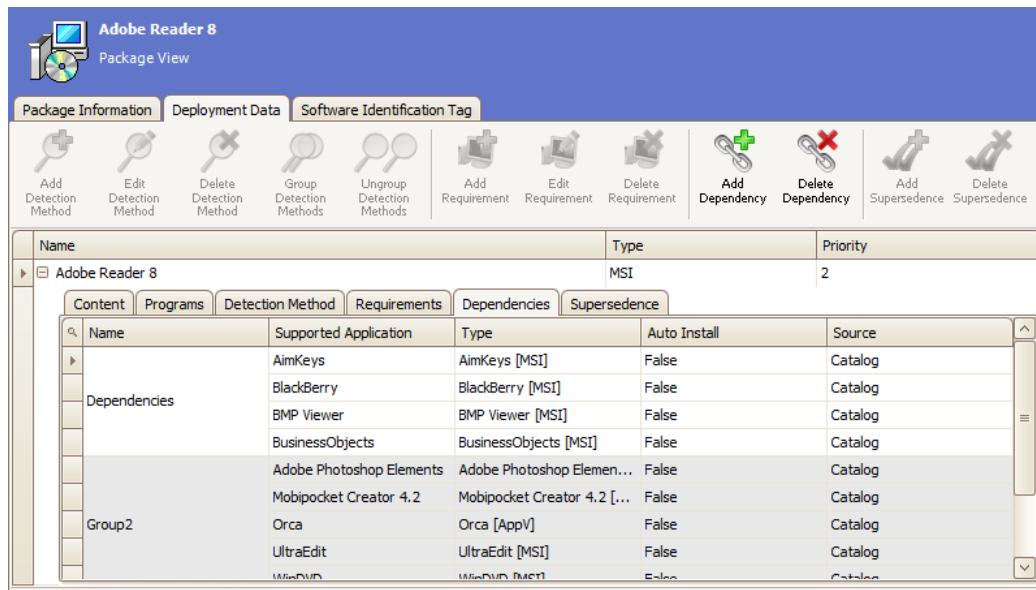 Adobe Reader 8
Package View
Package Information Deployment Data Software Identification Tag
Add Detection Method
Edit Detection Method
Delete Detection Method
Group Detection Methods
Ungroup Detection Methods
Add Requirement
Edit Requirement
Delete Requirement
Add Dependency
Delete Dependency
Add Supersedence
Delete Supersedence
Name Type Priority
Adobe Reader 8 MSI 2
Content Programs Detection Method Requirements Dependencies Supersedence
Name Supported Application Type Auto Install Source
Dependencies
AimKeys AimKeys [MSI] False Catalog
BlackBerry BlackBerry [MSI] False Catalog
BMP Viewer BMP Viewer [MSI] False Catalog
BusinessObjects BusinessObjects [MSI] False Catalog
Group2
Adobe Photoshop Elements Adobe Photoshop Elemen... False Catalog
Mobipocket Creator 4.2 Mobipocket Creator 4.2 [... False Catalog
Orca Orca [AppV] False Catalog
UltraEdit UltraEdit [MSI] False Catalog
WinDVD WinDVD [MSI] False Catalog